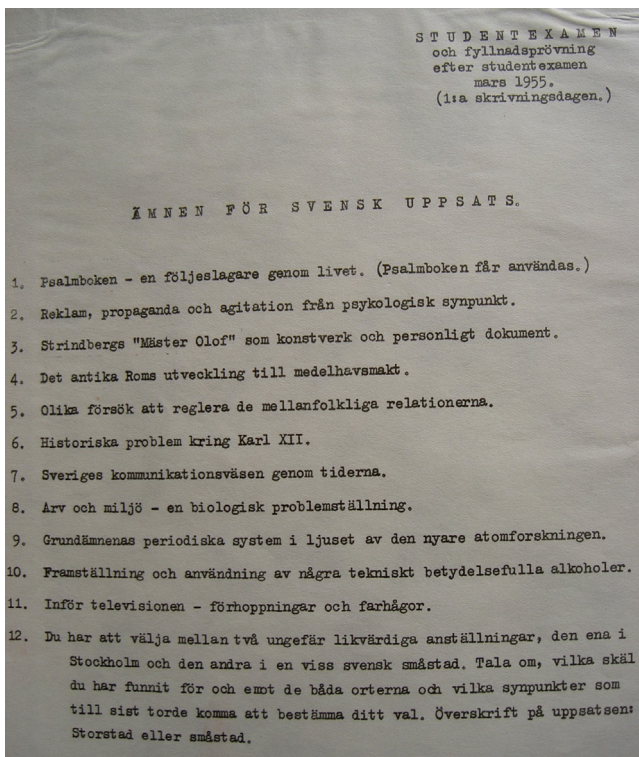 STUDENTEXAMEN
och fyllnadsprövning
efter studentexamen
mars 1955.
(1:a skrivningsdagen.)
ÄMNEN FÖR SVENSK UPPSATS.
1. Psalmboken - en följeslagare genom livet. (Psalmboken får användas.)
2. Reklam, propaganda och agitation från psykologisk synpunkt.
3. Strindbergs "Mäster Olof" som konstverk och personligt dokument.
4. Det antika Roms utveckling till medelhavsmakt.
5. Olika försök att reglera de mellanfolkliga relationerna.
6. Historiska problem kring Karl XII.
7. Sveriges kommunikationsväsen genom tiderna.
8. Arv och miljö - en biologisk problemställning.
9. Grundämnenas periodiska system i ljuset av den nyare atomforskningen.
10. Framställning och användning av några tekniskt betydelsefulla alkoholer.
11. Inför televisionen - förhoppningar och farhågor.
12. Du har att välja mellan två ungefär likvärdiga anställningar, den ena i
Stockholm och den andra i en viss svensk småstad. Tala om, vilka skäl
du har funnit för och emot de båda orterna och vilka synpunkter som
till sist torde komma att bestämma ditt val. Överskrift på uppsatsen:
Storstad eller småstad.